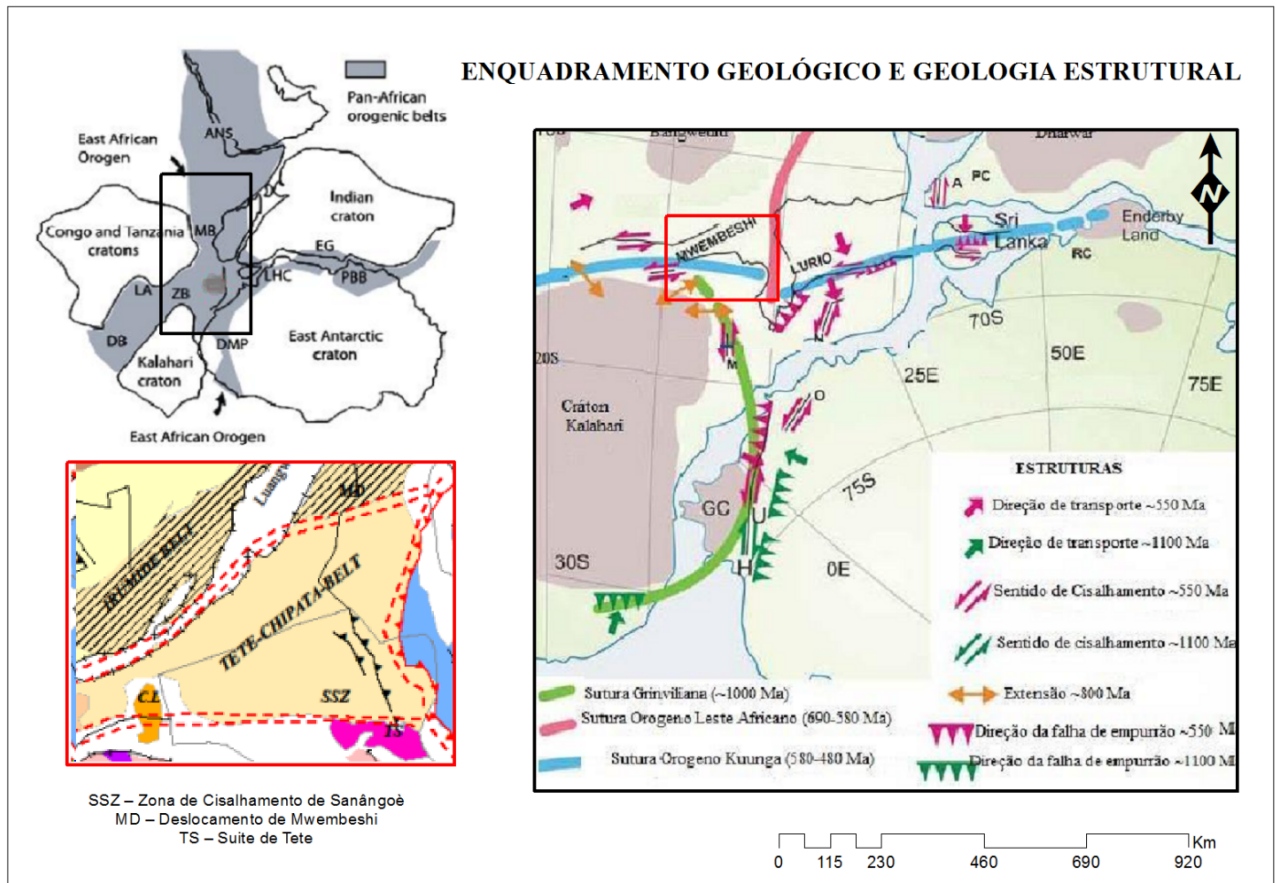 ENQUADRAMENTO GEOLÓGICO E GEOLOGIA ESTRUTURAL
Pan-African
orogenic belts
ANS
East African
Orogen
Indian
craton
Congo and Tanzania
cratons
MB
EG
LHC
PBB
LA
ZB
DB
DMP
East Antarctic
craton
Kalahari
craton
East African Orogen
Dharwar
N
A
PC
Sri
Lanka
Enderby
Land
RC
MWEMBESHI
LURIO
70S
20S
M
N
25E
50E
75E
O
Cráton
Kalahari
75S
GC
U
H
30S
0E
ESTRUTURAS
Direção de transporte ~550 Ma
Direção de transporte ~1100 Ma
Sentido de Cisalhamento ~550 Ma
Sentido de cisalhamento ~1100 Ma
Extensão ~800 Ma
Direção da falha de empurrão ~550 M
Direção da falha de empurrão ~1100 M
Sutura Grinviliana (~1000 Ma)
Sutura Orogeno Leste Africano (690-580 Ma)
Sutura Orogeno Kuunga (580-480 Ma)
MD
IRUMIDE BELT
TETE-CHIPATA-BELT
C.L
SSZ
TS
SSZ – Zona de Cisalhamento de Sanângoè
MD – Deslocamento de Mwembeshi
TS – Suite de Tete
Km
0 115 230 460 690 920